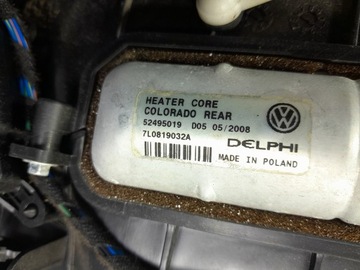 HEATER CORE
COLORADO REAR
52495019 D05 05/2008
7L0819032A
DELPHI
MADE IN POLAND